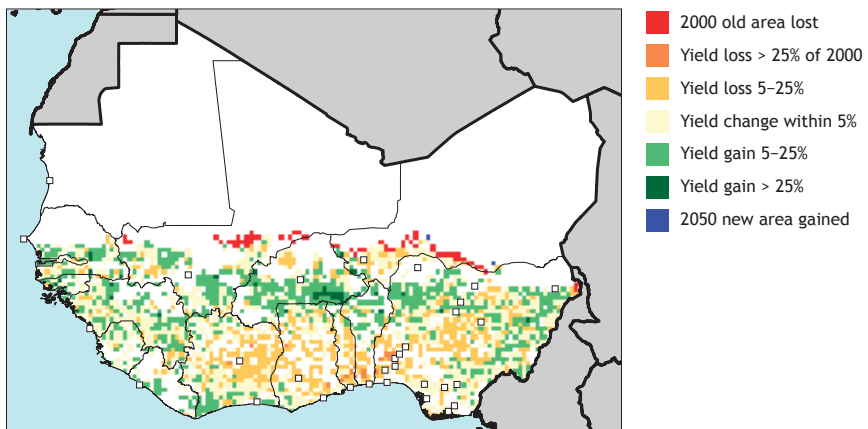 2000 old area lost
Yield loss > 25% of 2000
Yield loss 5–25%
Yield change within 5%
Yield gain 5–25%
Yield gain > 25%
2050 new area gained